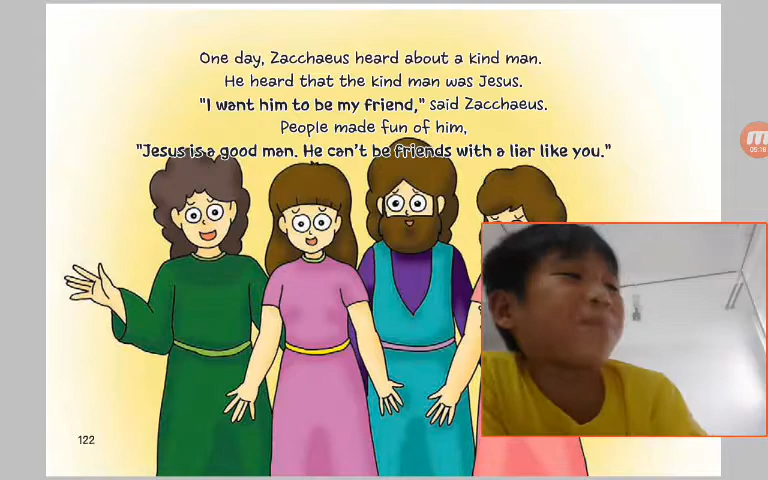 One day, Zacchaeus heard about a kind man.
He heard that the kind man was Jesus.
"I want him to be my friend," said Zacchaeus.
People made fun of him,
"Jesus is a good man. He can't be friends with a liar like you."
122
M
05:16